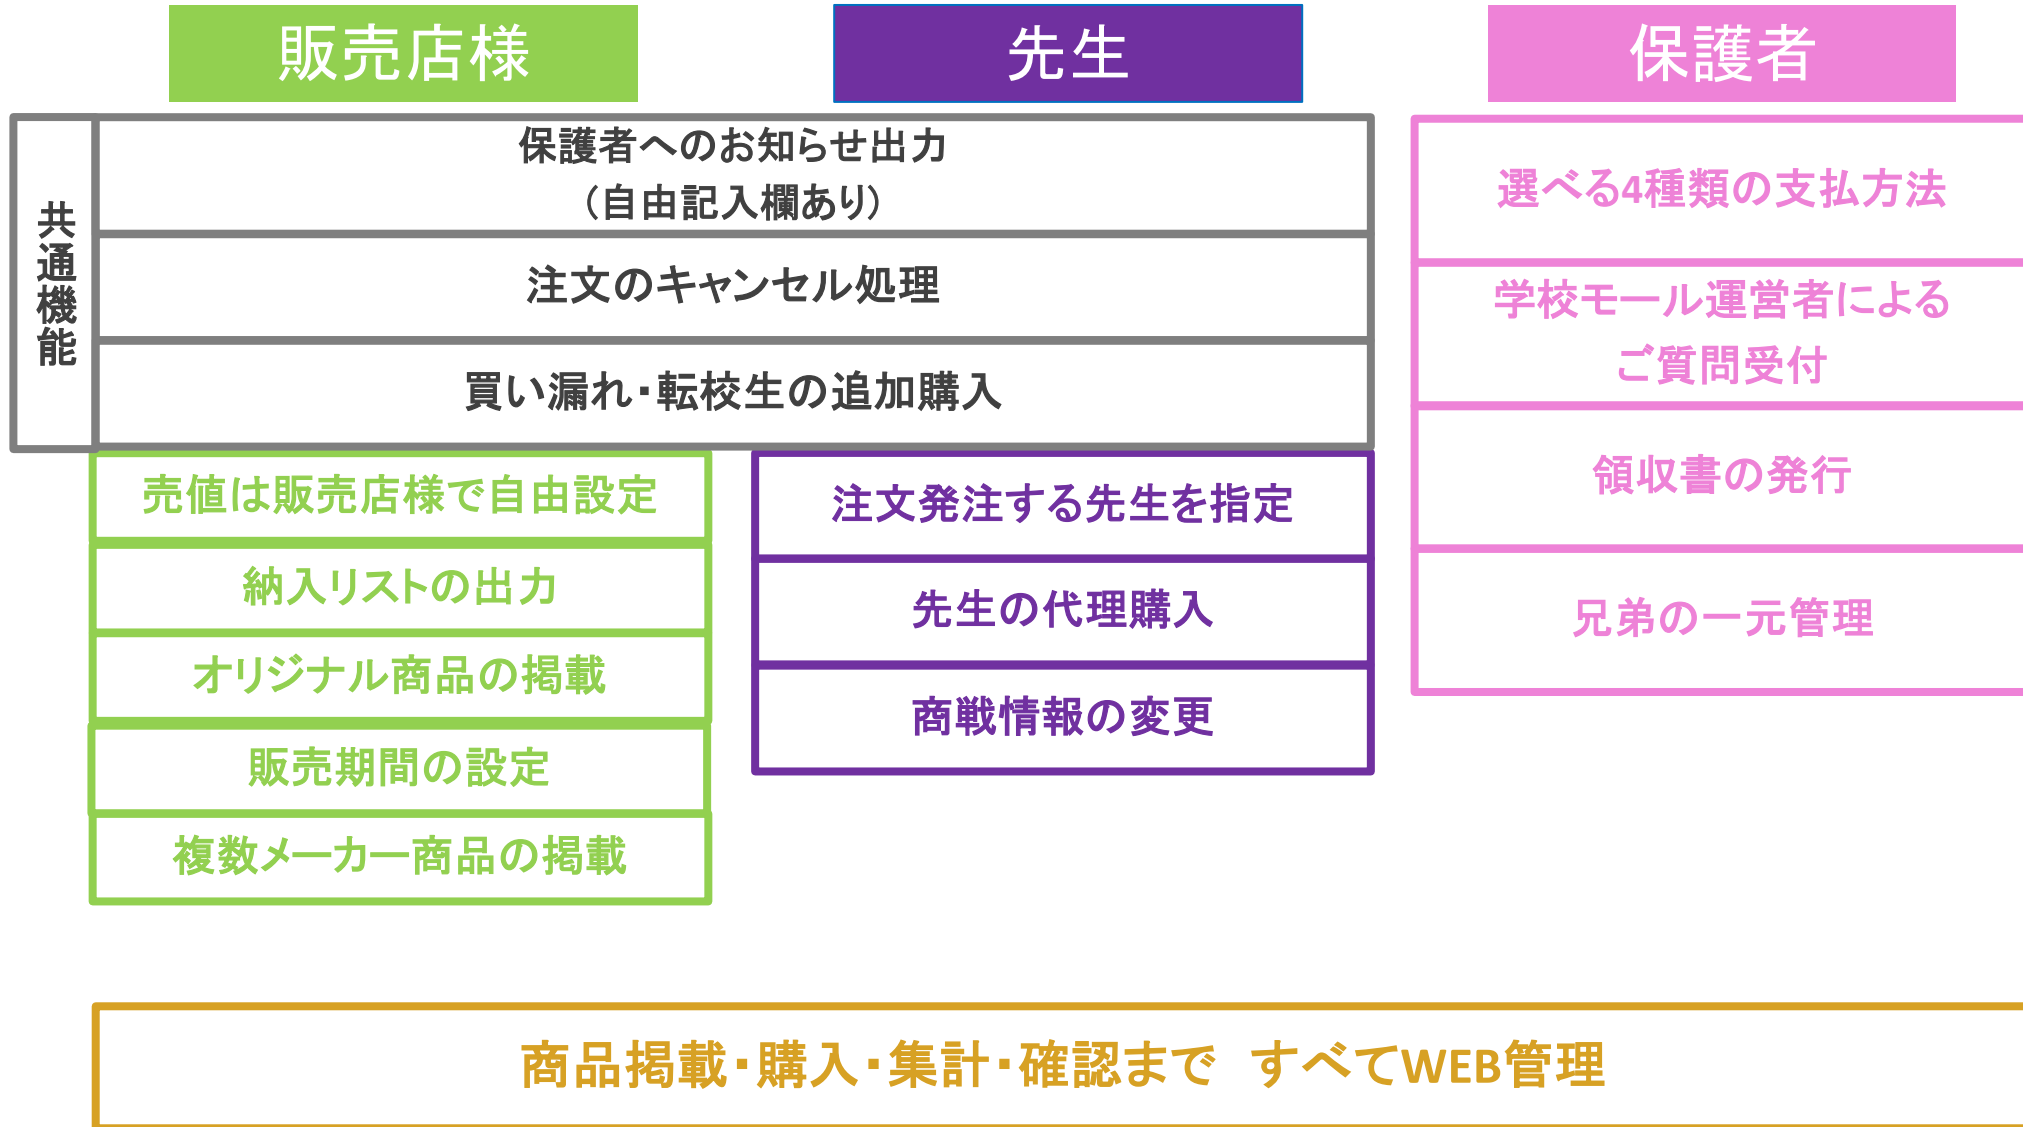 販売店様
先生
保護者
共通機能
保護者へのお知らせ出力
（自由記入欄あり）
注文のキャンセル処理
買い漏れ・転校生の追加購入
売値は販売店様で自由設定
納入リストの出力
オリジナル商品の掲載
販売期間の設定
複数メーカー商品の掲載
注文発注する先生を指定
先生の代理購入
商戦情報の変更
選べる4種類の支払方法
学校モール運営者による
ご質問受付
領収書の発行
兄弟の一元管理
商品掲載・購入・集計・確認まで　すべてWEB管理